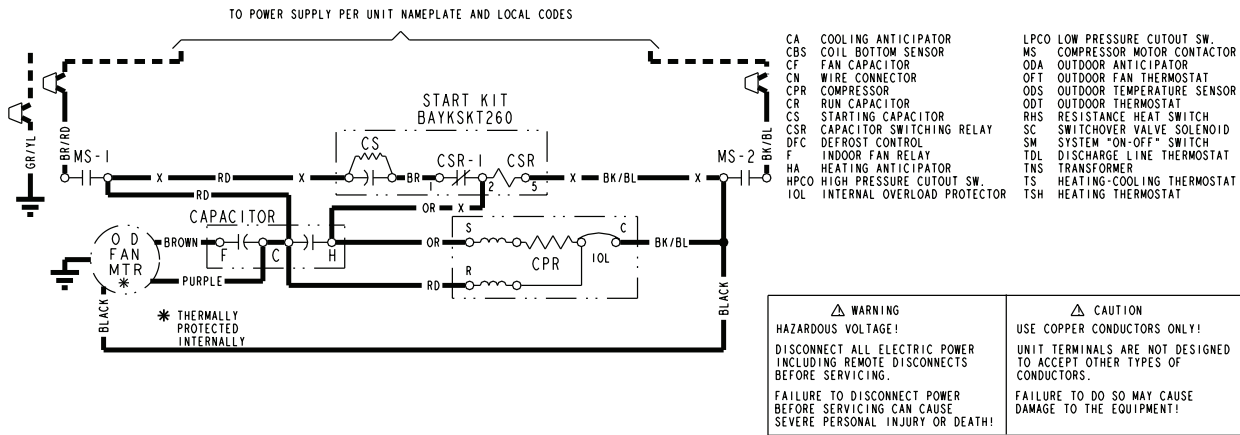 TO POWER SUPPLY PER UNIT NAMEPLATE AND LOCAL CODES
GR/YL
BR/RD
BK/BL
MS-1
MS-2
START KIT
BAYKSKT260
CS
CSR-1
CSR
X
RD
X
BR
1
2
5
X
BK/BL
X
RD
OR
X
CAPACITOR
F
C
H
O D
FAN
MTR
*
BROWN
PURPLE
BLACK
* THERMALLY
PROTECTED
INTERNALLY
OR
RD
S
R
C
CPR
IOL
BK/BL
BLACK
CA COOLING ANTICIPATOR
CBS COIL BOTTOM SENSOR
CF FAN CAPACITOR
CN WIRE CONNECTOR
CPR COMPRESSOR
CR RUN CAPACITOR
CS STARTING CAPACITOR
CSR CAPACITOR SWITCHING RELAY
DFC DEFROST CONTROL
F INDOOR FAN RELAY
HA HEATING ANTICIPATOR
HPCO HIGH PRESSURE CUTOUT SW.
IOL INTERNAL OVERLOAD PROTECTOR
LPCO LOW PRESSURE CUTOUT SW.
MS COMPRESSOR MOTOR CONTACTOR
ODA OUTDOOR ANTICIPATOR
OFT OUTDOOR FAN THERMOSTAT
ODS OUTDOOR TEMPERATURE SENSOR
ODT OUTDOOR THERMOSTAT
RHS RESISTANCE HEAT SWITCH
SC SWITCHOVER VALVE SOLENOID
SM SYSTEM "ON-OFF" SWITCH
TDL DISCHARGE LINE THERMOSTAT
TNS TRANSFORMER
TS HEATING-COOLING THERMOSTAT
TSH HEATING THERMOSTAT
⚠ WARNING
HAZARDOUS VOLTAGE!
DISCONNECT ALL ELECTRIC POWER
INCLUDING REMOTE DISCONNECTS
BEFORE SERVICING.
FAILURE TO DISCONNECT POWER
BEFORE SERVICING CAN CAUSE
SEVERE PERSONAL INJURY OR DEATH!
⚠ CAUTION
USE COPPER CONDUCTORS ONLY!
UNIT TERMINALS ARE NOT DESIGNED
TO ACCEPT OTHER TYPES OF
CONDUCTORS.
FAILURE TO DO SO MAY CAUSE
DAMAGE TO THE EQUIPMENT!